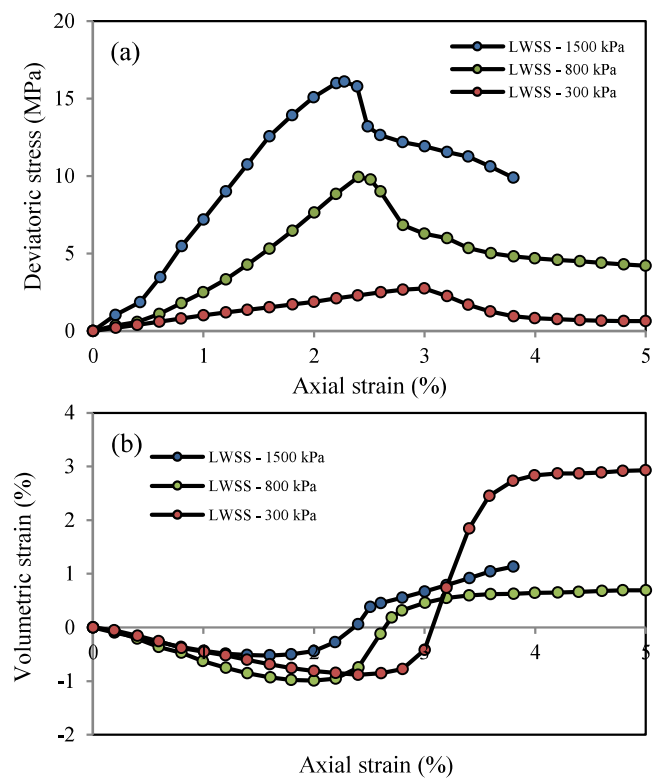 (a)
LWSS - 1500 kPa
LWSS - 800 kPa
LWSS - 300 kPa
Deviatoric stress (MPa)
20
15
10
5
0
0 1 2 3 4 5
Axial strain (%)
(b)
LWSS - 1500 kPa
LWSS - 800 kPa
LWSS - 300 kPa
Volumetric strain (%)
4
3
2
1
0
-1
-2
0 1 2 3 4 5
Axial strain (%)